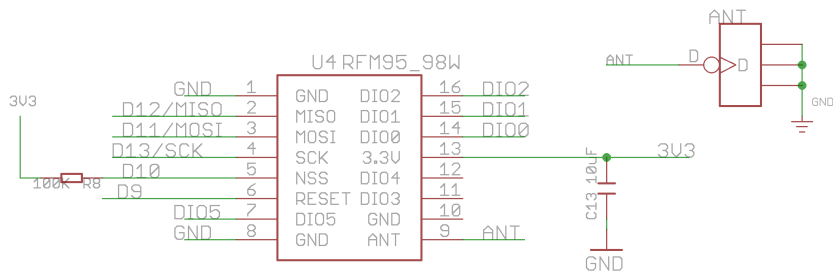 ANT
U4 RFM95_98W
ANT D D
GND 1 GND DIO2 16 DIO2
3V3 D12/MISO 2 MISO DIO1 15 DIO1 GND
D11/MOSI 3 MOSI DIO0 14 DIO0
D13/SCK 4 SCK 3.3V 13 3V3
D10 5 NSS DIO4 12
100K R8
D9 6 RESET DIO3 11
C13 10uF
DIO5 7 DIO5 GND 10
GND 8 GND ANT 9 ANT
GND